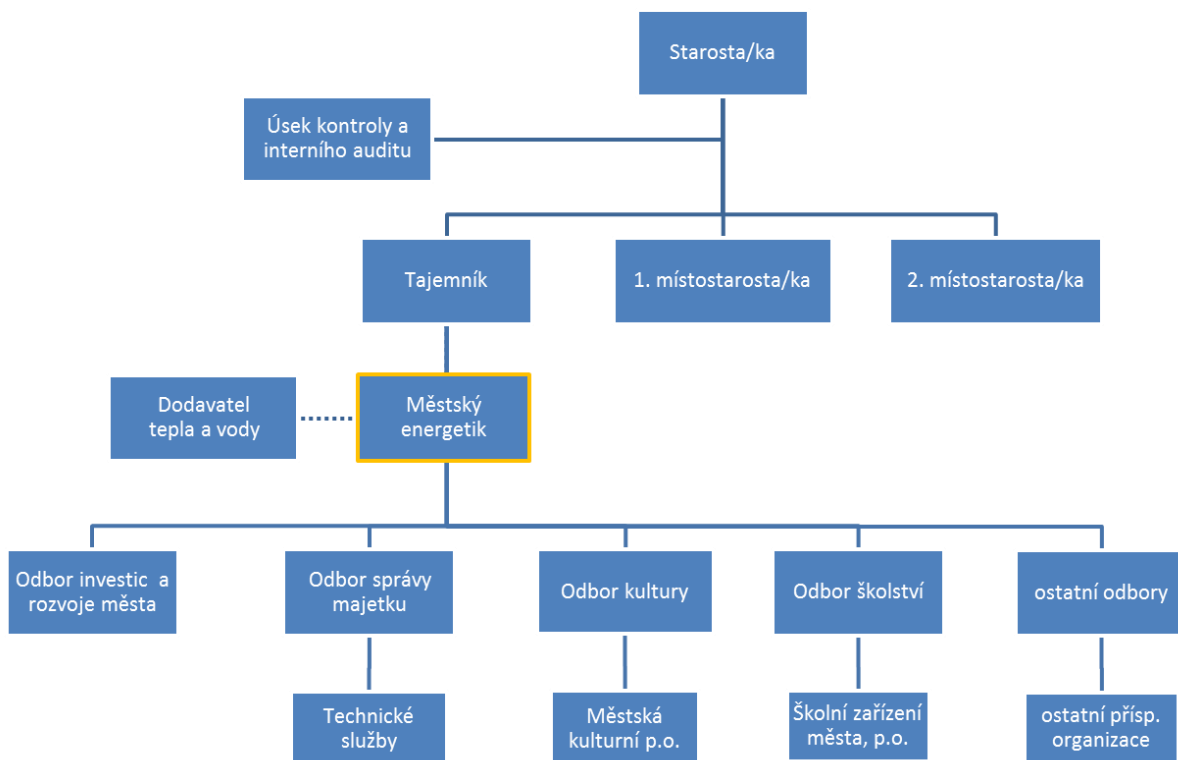 Starosta/ka
Úsek kontroly a
interního auditu
Tajemník
1. místostarosta/ka
2. místostarosta/ka
Dodavatel
tepla a vody
Městský
energetik
Odbor investic a
rozvoje města
Odbor správy
majetku
Odbor kultury
Odbor školství
ostatní odbory
Technické
služby
Městská
kulturní p.o.
Školní zařízení
města, p.o.
ostatní přísp.
organizace